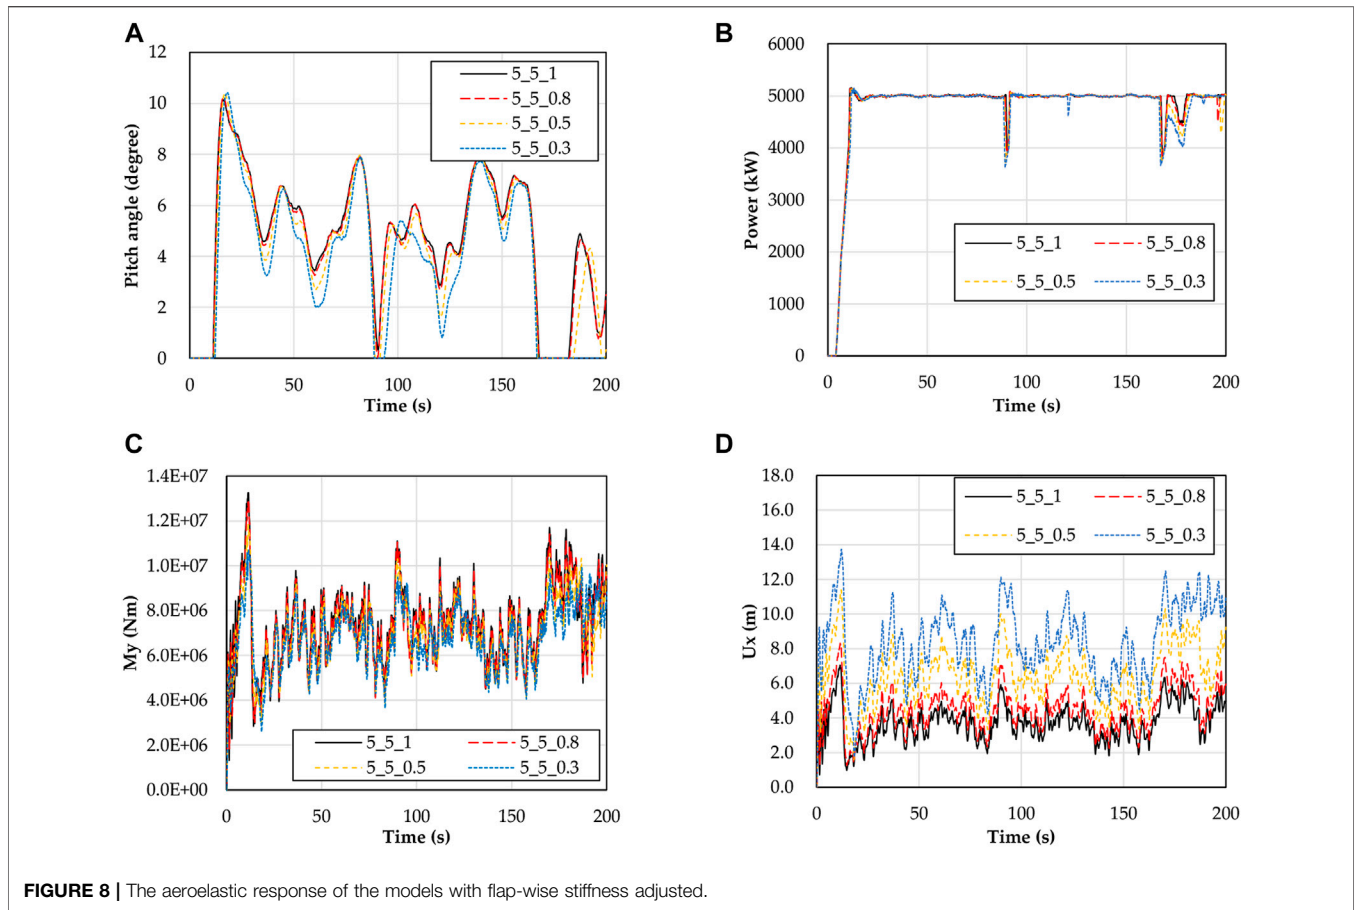 A
Pitch angle (degree)
12
10
8
6
4
2
0
0 50 100 150 200
Time (s)
5_5_1
5_5_0.8
5_5_0.5
5_5_0.3
B
Power (kW)
6000
5000
4000
3000
2000
1000
0
0 50 100 150 200
Time (s)
5_5_1 5_5_0.8
5_5_0.5 5_5_0.3
C
My (Nm)
1.4E+07
1.2E+07
1.0E+07
8.0E+06
6.0E+06
4.0E+06
2.0E+06
0.0E+00
0 50 100 150 200
Time (s)
5_5_1 5_5_0.8
5_5_0.5 5_5_0.3
D
Ux (m)
18.0
16.0
14.0
12.0
10.0
8.0
6.0
4.0
2.0
0.0
0 50 100 150 200
Time (s)
5_5_1 5_5_0.8
5_5_0.5 5_5_0.3
FIGURE 8 | The aeroelastic response of the models with flap-wise stiffness adjusted.